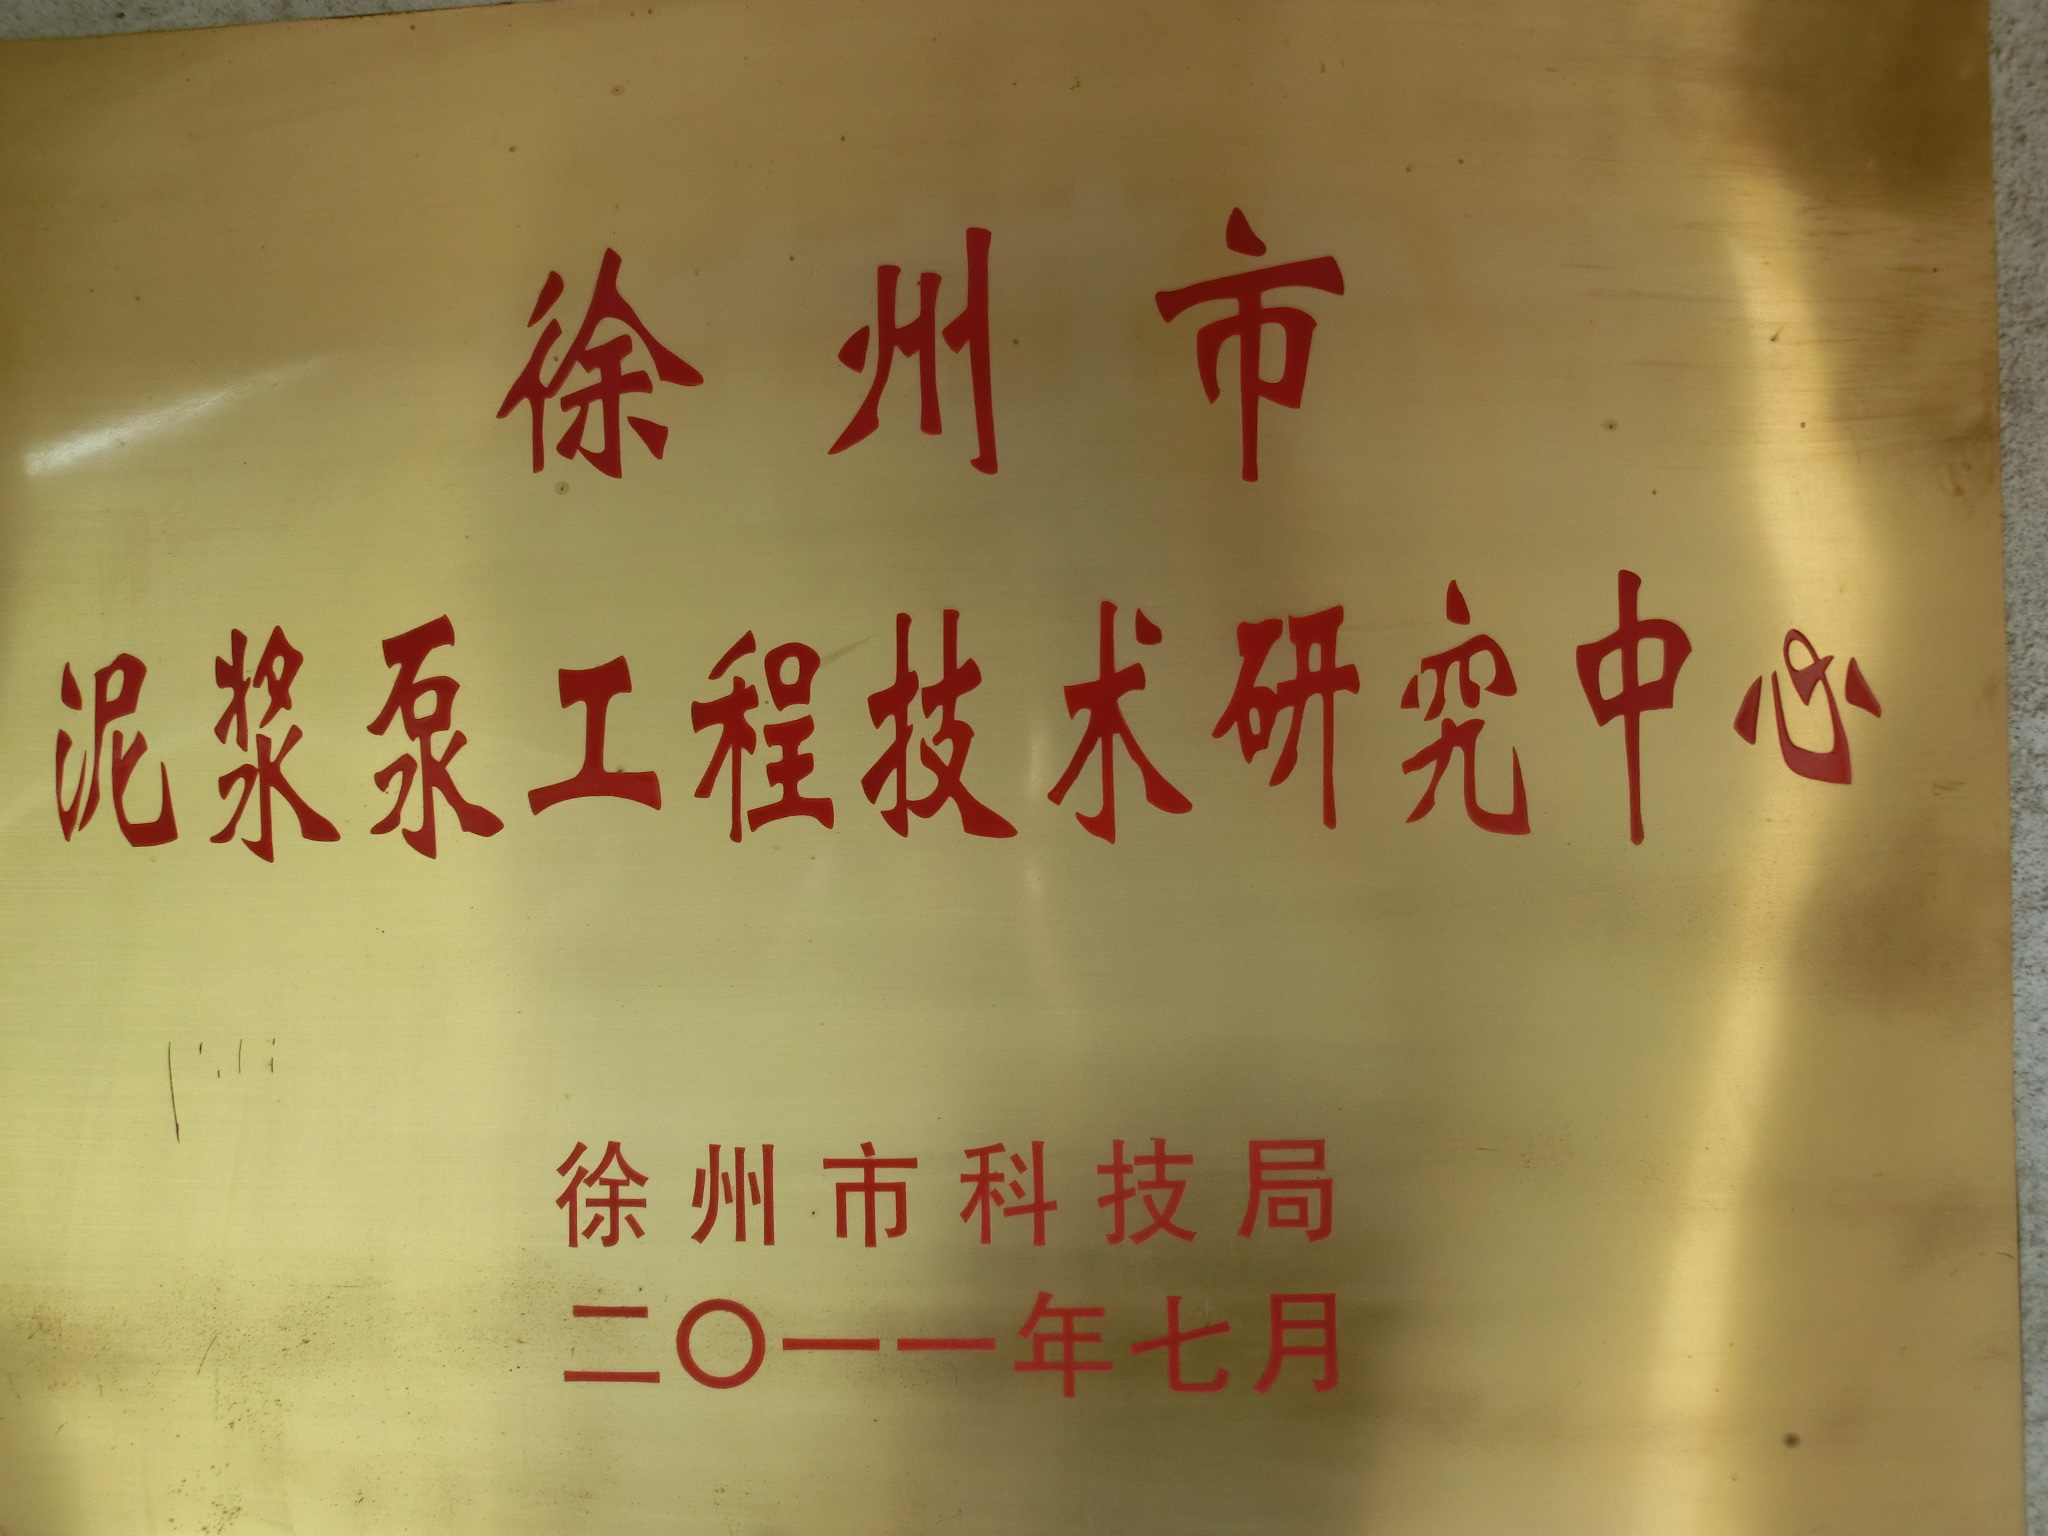 徐州市
泥浆泵工程技术研究中心
徐州市科技局
二〇一一年七月